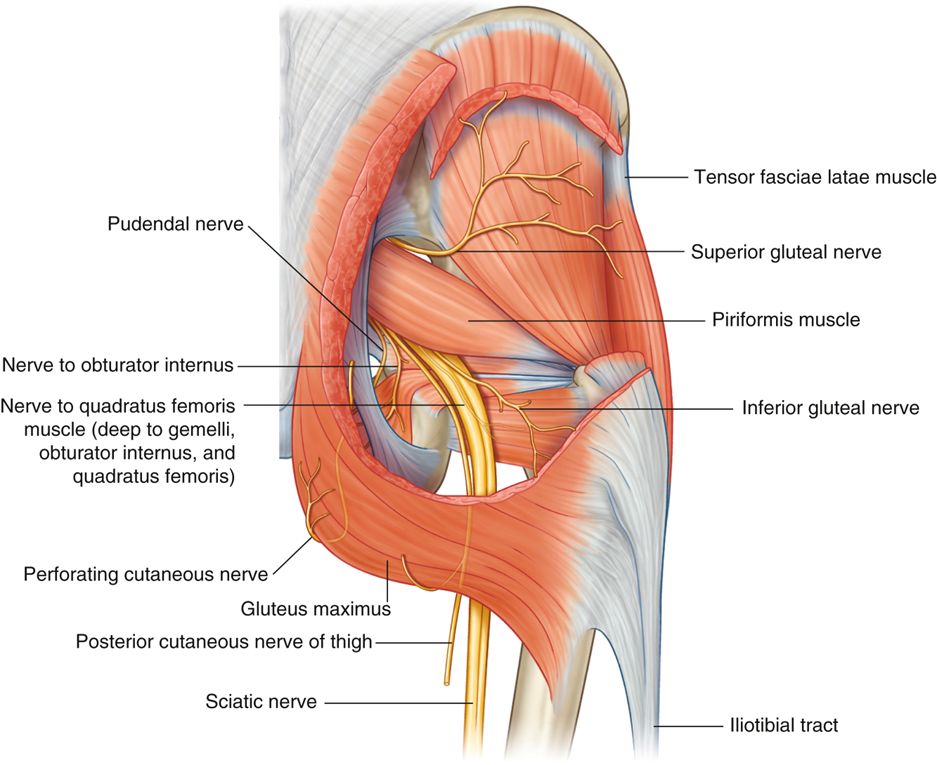 Tensor fasciae latae muscle
Pudendal nerve
Superior gluteal nerve
Piriformis muscle
Nerve to obturator internus
Nerve to quadratus femoris
muscle (deep to gemelli,
obturator internus, and
quadratus femoris)
Inferior gluteal nerve
Perforating cutaneous nerve
Gluteus maximus
Posterior cutaneous nerve of thigh
Sciatic nerve
Iliotibial tract